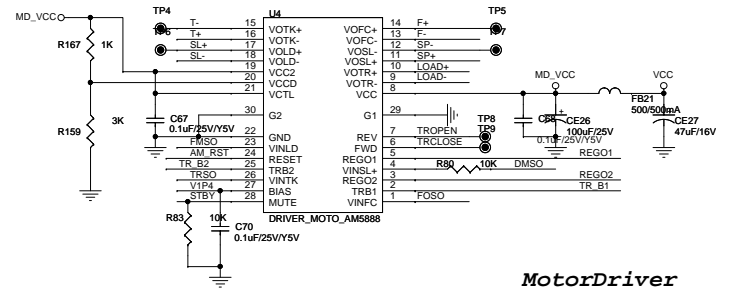 U4
TP4
TP6
MD_VCC
R167
1K
R159
3K
C67
0.1uF/25V/Y5V
T- 15 VOTK+
T+ 16 VOTK-
SL+ 17 VOLD+
SL- 18 VOLD-
19 VCC2
20 VCCD
21 VCTL
30 G2
22 GND
FMSO 23 VINLD
AM_RST 24 RESET
TR_B2 25 TRB2
TRSO 26 VINTK
V1P4 27 BIAS
STBY 28 MUTE
R83
10K
C70
0.1uF/25V/Y5V
DRIVER_MOTO_AM5888
VOFC+ 14 F+
VOFC- 13 F-
VOSL- 12 SP-
VOSL+ 11 SP+
VOTR+ 10 LOAD+
VOTR- 9 LOAD-
VCC 8
G1 29
REV 7 TROPEN
FWD 6 TRCLOSE
REGO1 5 REGO1
VINSL+ 4 R80 10K DMSO
REGO2 3 REGO2
TRB1 2 TR_B1
VINFC 1 FOSO
TP5
TP7
TP8
TP9
MD_VCC
VCC
FB21
500/500mA
C68
0.1uF/25V/Y5V
CE26
100uF/25V
CE27
47uF/16V
MotorDriver